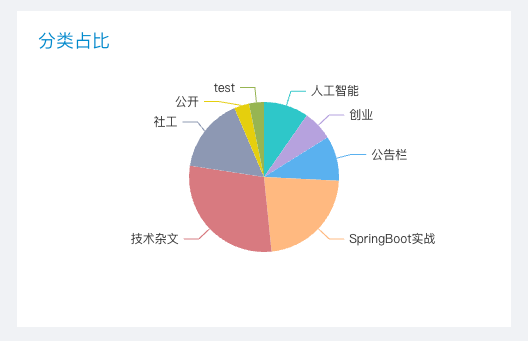 分类占比
test
人工智能
公开
创业
社工
公告栏
技术杂文
SpringBoot实战